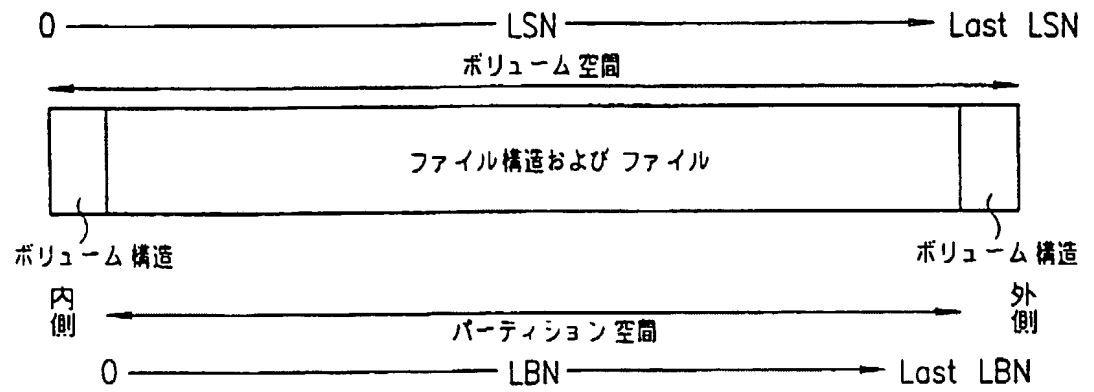 0 LSN Last LSN
ボリューム空間
ファイル構造および ファイル
ボリューム構造 ボリューム構造
内側 外側
パーティション空間
0 LBN Last LBN